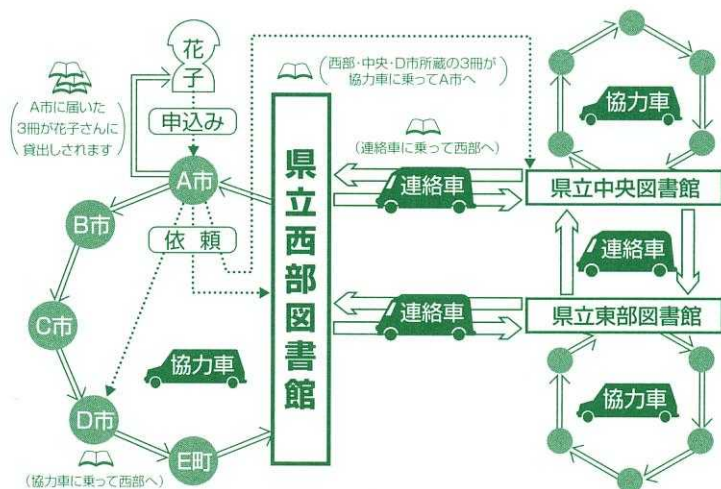 花
子
申込み
A市に届いた
3冊が花子さんに
貸出しされます
西部・中央・D市所蔵の3冊が
協力車に乗ってA市へ
(連絡車に乗って西部へ)
A市
依頼
B市
C市
D市
E町
(協力車に乗って西部へ)
協力車
県立西部図書館
連絡車
連絡車
協力車
県立中央図書館
連絡車
県立東部図書館
協力車